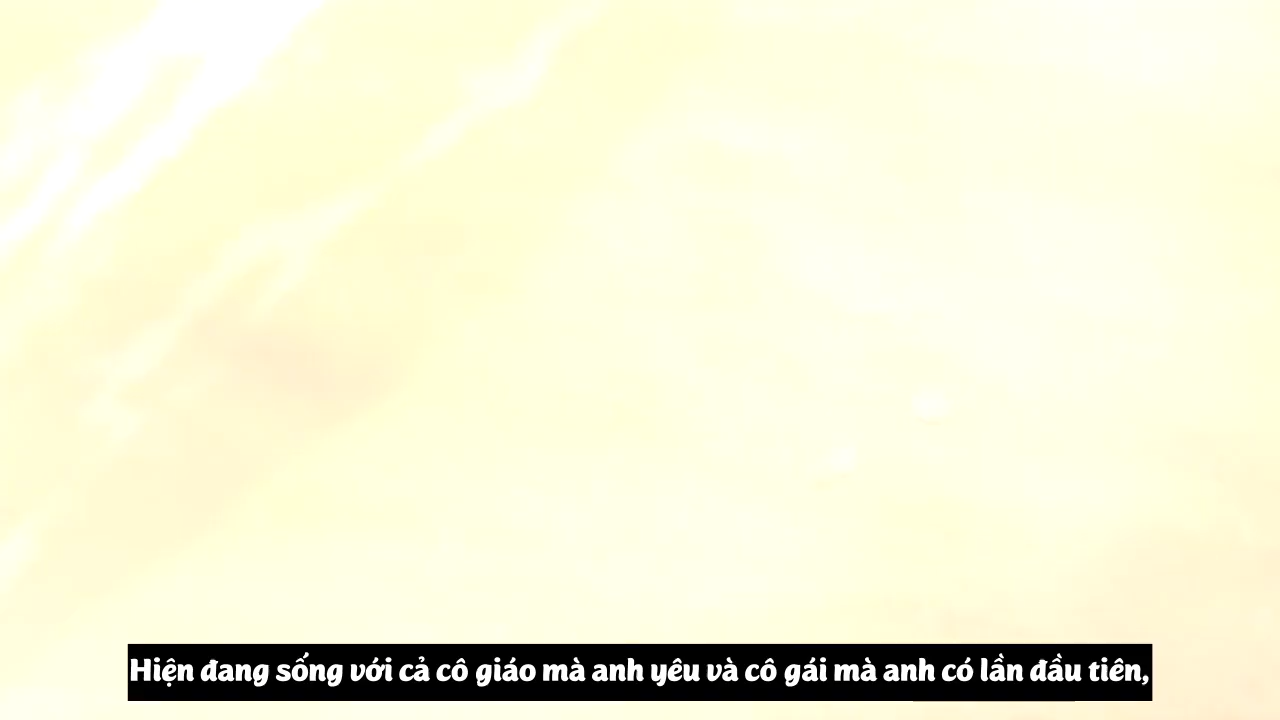 Hiện đang sống với cả cô giáo mà anh yêu và cô gái mà anh có lần đầu tiên,